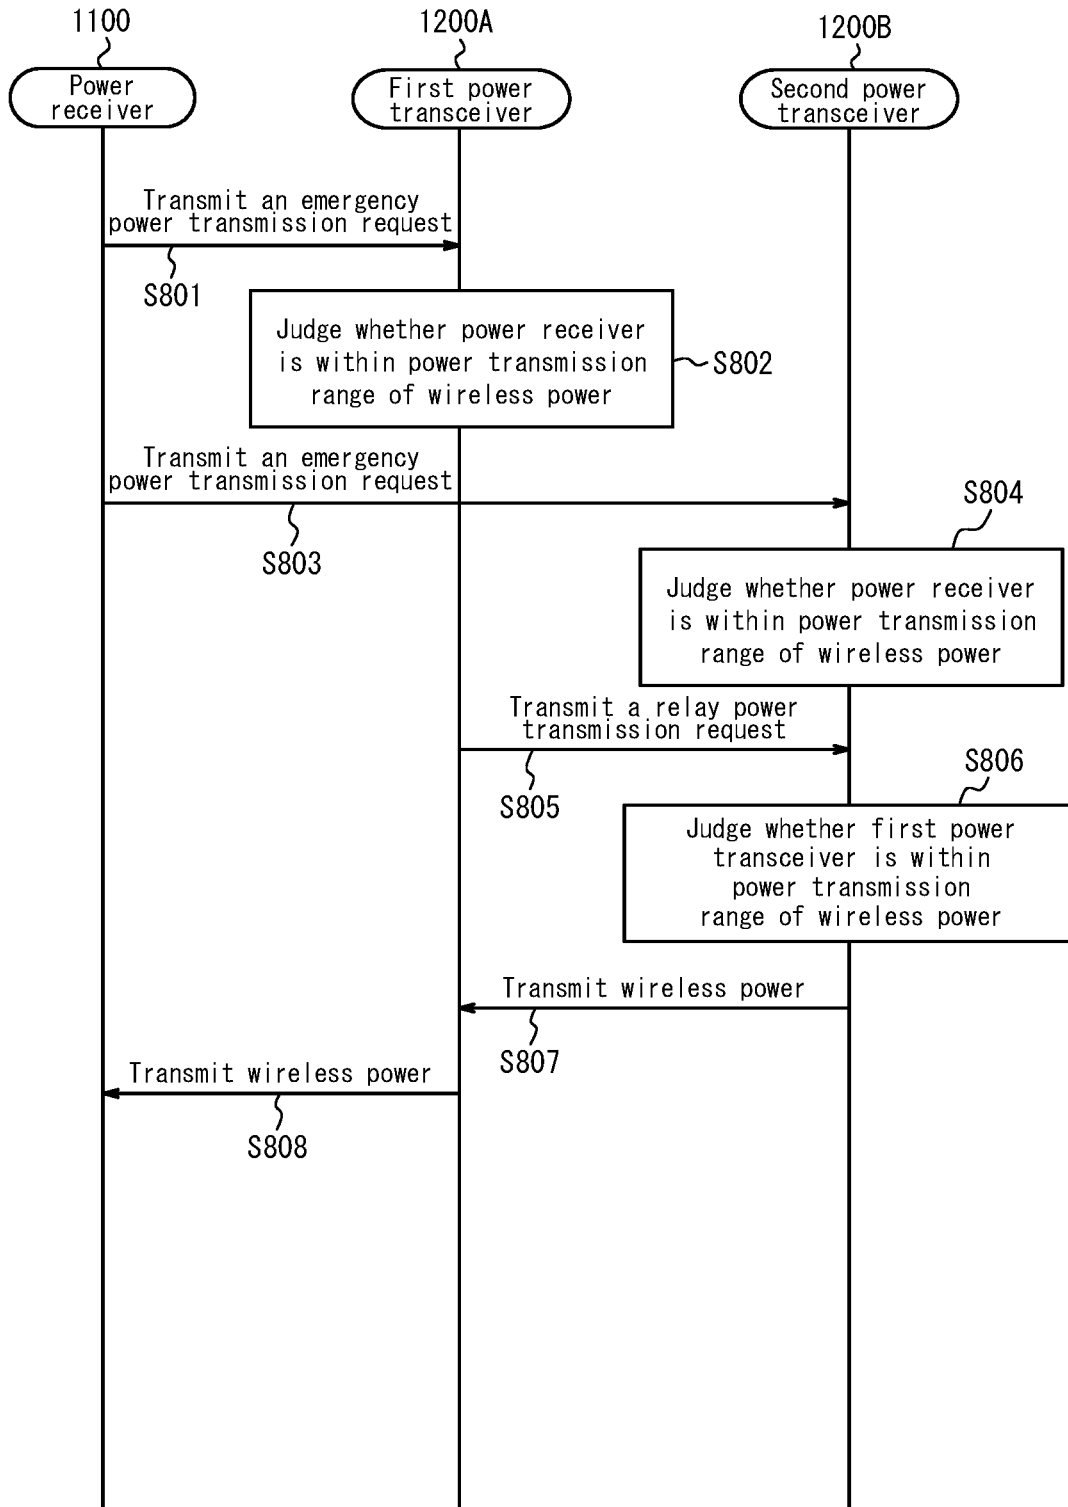 1100
1200A
1200B
Power
receiver
First power
transceiver
Second power
transceiver
Transmit an emergency
power transmission request
S801
Judge whether power receiver
is within power transmission
range of wireless power
S802
Transmit an emergency
power transmission request
S803
S804
Judge whether power receiver
is within power transmission
range of wireless power
Transmit a relay power
transmission request
S805
S806
Judge whether first power
transceiver is within
power transmission
range of wireless power
Transmit wireless power
S807
Transmit wireless power
S808